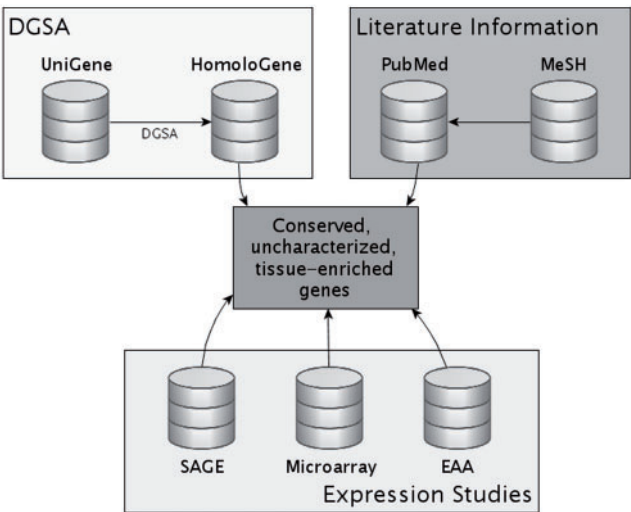 DGSA
UniGene
HomoloGene
DGSA
Literature Information
PubMed
MeSH
Conserved,
uncharacterized,
tissue-enriched
genes
SAGE
Microarray
EAA
Expression Studies